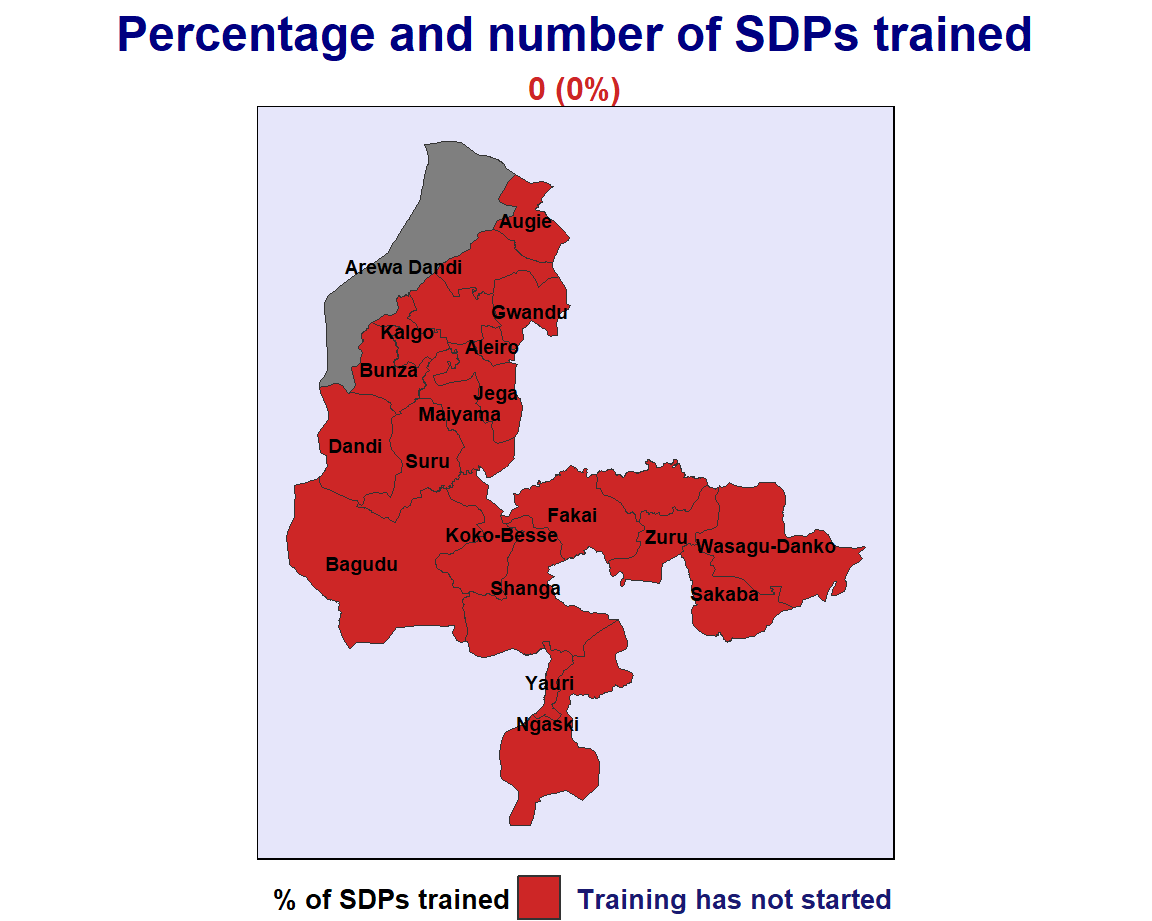 Percentage and number of SDPs trained
0 (0%)
Augie
Arewa Dandi
Gwandu
Kalgo
Aleiro
Bunza
Jega
Maiyama
Dandi
Suru
Fakai
Koko-Besse
Zuru
Wasagu-Danko
Bagudu
Shanga
Sakaba
Yauri
Ngaski
% of SDPs trained
Training has not started